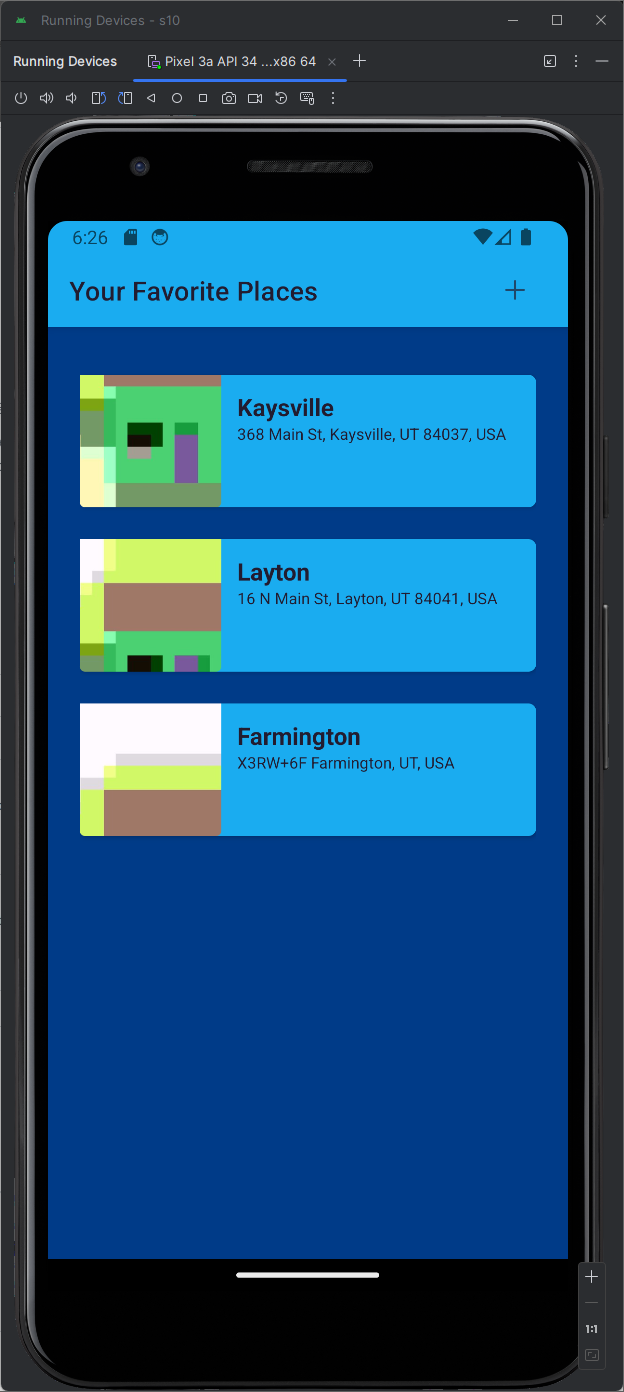 Running Devices - s10
Running Devices
Pixel 3a API 34 ...x86 64
6:26
Your Favorite Places
Kaysville
368 Main St, Kaysville, UT 84037, USA
Layton
16 N Main St, Layton, UT 84041, USA
Farmington
X3RW+6F Farmington, UT, USA
1:1